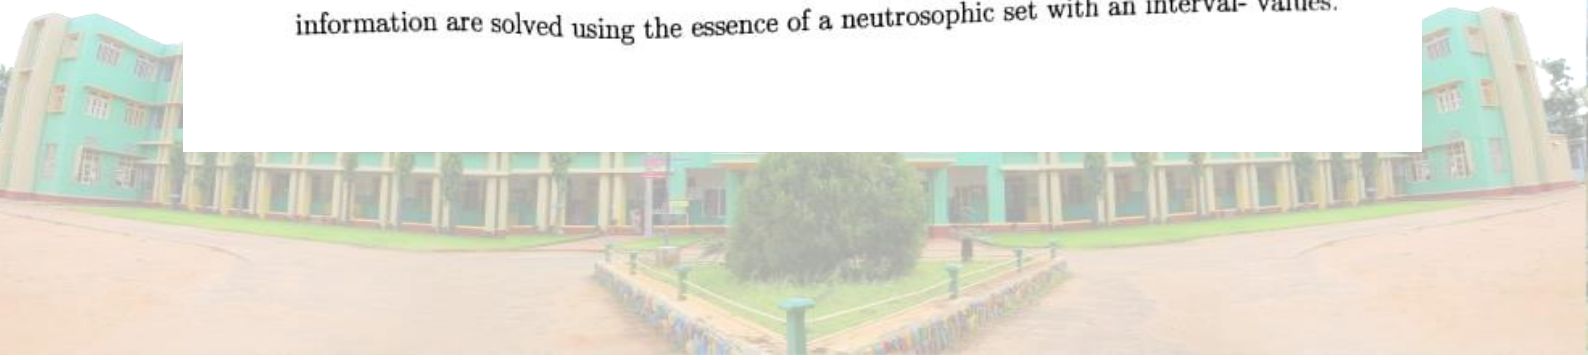 information are solved using the essence of a neutrosophic set with an interval- values.